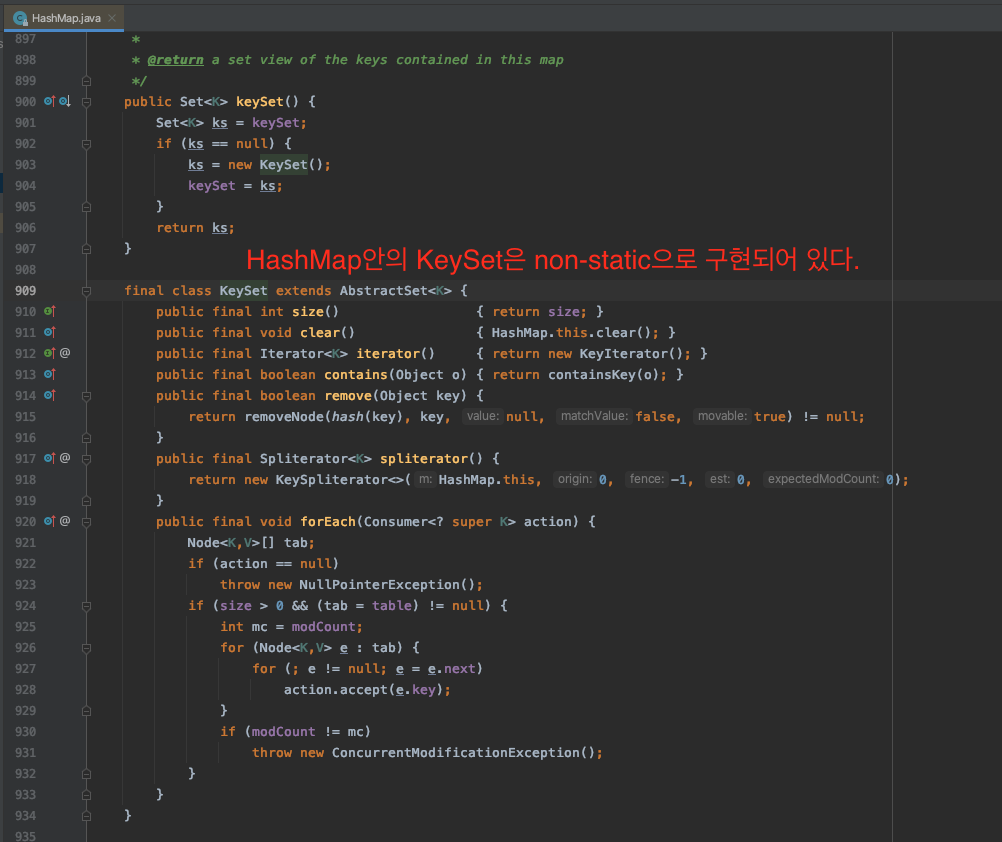 HashMap.java
897 *
898 * @return a set view of the keys contained in this map
899 */
900 public Set<K> keySet() {
901 Set<K> ks = keySet;
902 if (ks == null) {
903 ks = new KeySet();
904 keySet = ks;
905 }
906 return ks;
907 }
HashMap안의 KeySet은 non-static으로 구현되어 있다.
908
909 final class KeySet extends AbstractSet<K> {
910 public final int size() { return size; }
911 public final void clear() { HashMap.this.clear(); }
912 @ public final Iterator<K> iterator() { return new KeyIterator(); }
913 public final boolean contains(Object o) { return containsKey(o); }
914 public final boolean remove(Object key) {
915 return removeNode(hash(key), key, value: null, matchValue: false, movable: true) != null;
916 }
917 @ public final Spliterator<K> spliterator() {
918 return new KeySpliterator<>( m: HashMap.this, origin: 0, fence: -1, est: 0, expectedModCount: 0);
919 }
920 @ public final void forEach(Consumer<? super K> action) {
921 Node<K,V>[] tab;
922 if (action == null)
923 throw new NullPointerException();
924 if (size > 0 && (tab = table) != null) {
925 int mc = modCount;
926 for (Node<K,V> e : tab) {
927 for (; e != null; e = e.next)
928 action.accept(e.key);
929 }
930 if (modCount != mc)
931 throw new ConcurrentModificationException();
932 }
933 }
934 }
935